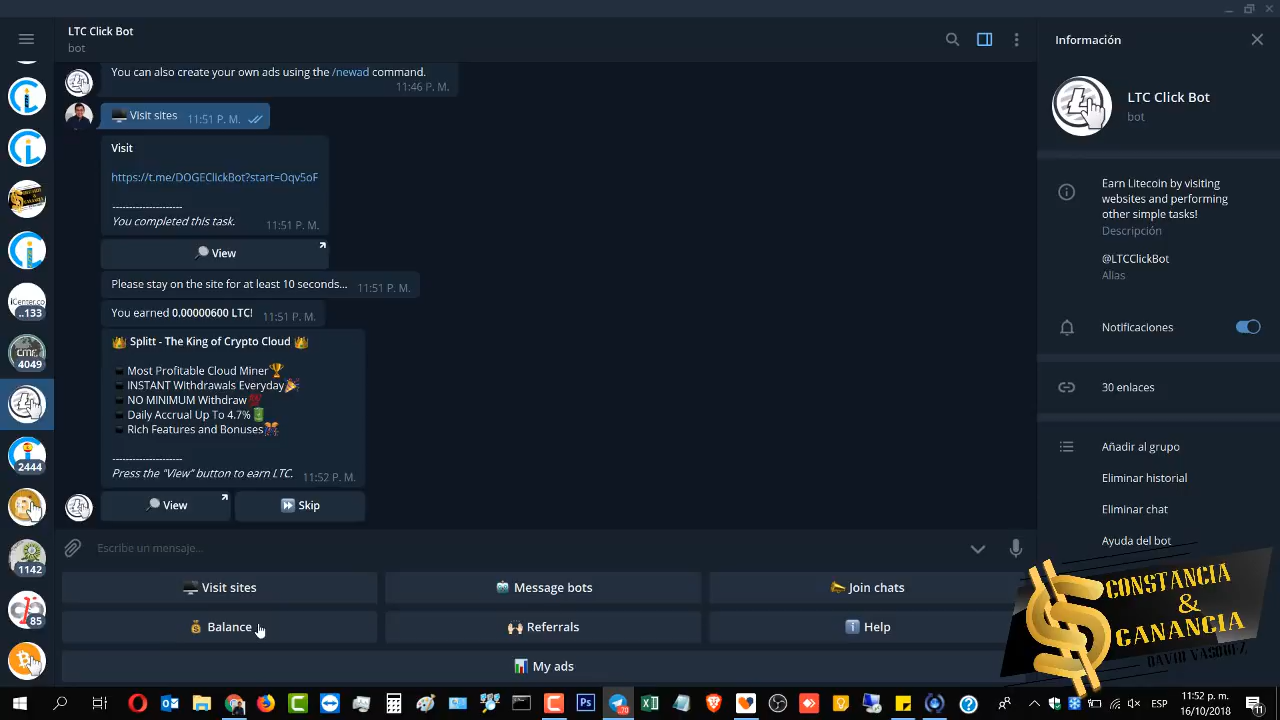 LTC Click Bot
bot
You can also create your own ads using the /newad command.
11:46 P. M.
Visit sites 11:51 P. M.
Visit
https://t.me/DOGEClickBot?start=Oqv5oF
---------------------
You completed this task. 11:51 P. M.
View
Please stay on the site for at least 10 seconds... 11:51 P. M.
You earned 0.00000600 LTC! 11:51 P. M.
Splitt - The King of Crypto Cloud
Most Profitable Cloud Miner
INSTANT Withdrawals Everyday
NO MINIMUM Withdraw
Daily Accrual Up To 4.7%
Rich Features and Bonuses
---------------------
Press the "View" button to earn LTC. 11:52 P. M.
View Skip
Escribe un mensaje...
Visit sites Message bots Join chats
Balance Referrals Help
My ads
iCenter.co
..133
4049
2444
1142
85
Información
LTC Click Bot
bot
Earn Litecoin by visiting
websites and performing
other simple tasks!
Descripción
@LTCClickBot
Alias
Notificaciones
30 enlaces
Añadir al grupo
Eliminar historial
Eliminar chat
Ayuda del bot
CONSTANCIA
&
GANANCIA
DAVID VASQUEZ
ESP
11:52 p. m.
16/10/2018